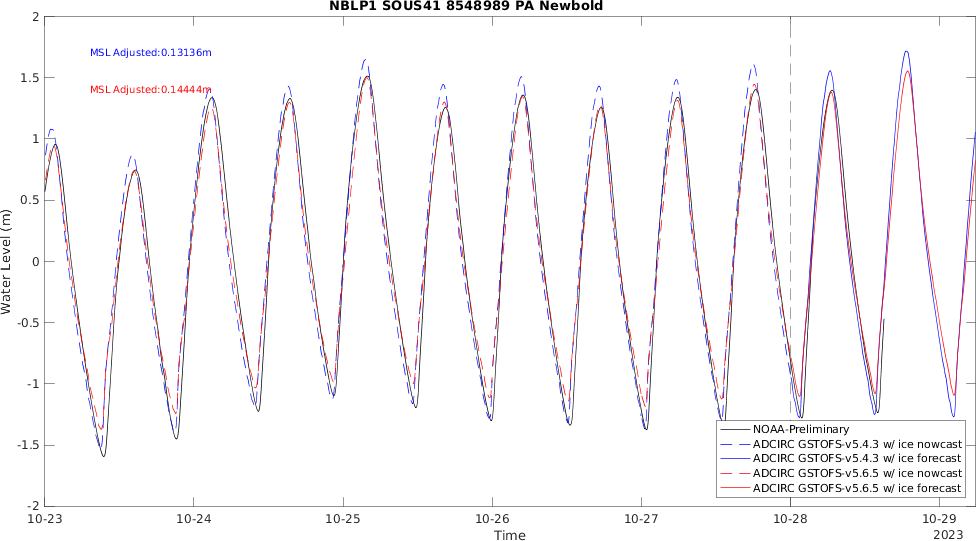 NBLP1 SOUS41 8548989 PA Newbold
MSL Adjusted:0.13136m
MSL Adjusted:0.14444m
Water Level (m)
2
1.5
1
0.5
0
-0.5
-1
-1.5
-2
NOAA-Preliminary
ADCIRC GSTOFS-v5.4.3 w/ ice nowcast
ADCIRC GSTOFS-v5.4.3 w/ ice forecast
ADCIRC GSTOFS-v5.6.5 w/ ice nowcast
ADCIRC GSTOFS-v5.6.5 w/ ice forecast
10-23 10-24 10-25 10-26 10-27 10-28 10-29
Time 2023